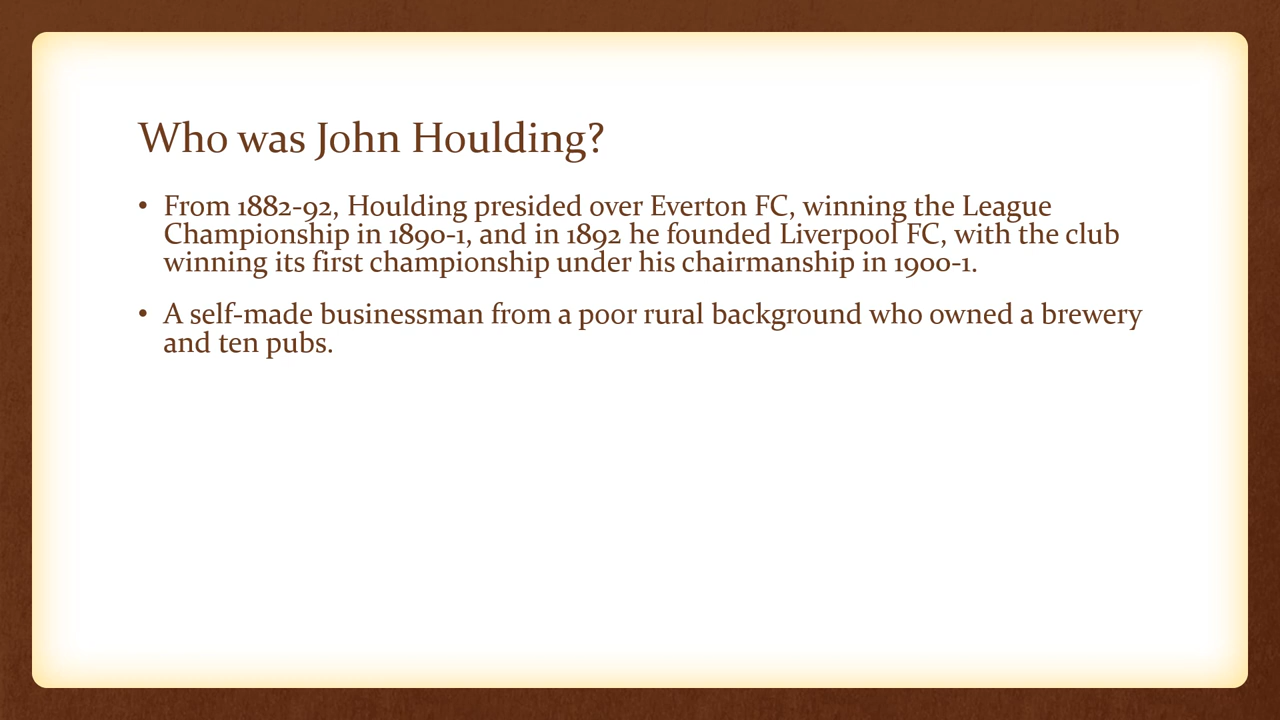 Who was John Houlding?
• From 1882-92, Houlding presided over Everton FC, winning the League
Championship in 1890-1, and in 1892 he founded Liverpool FC, with the club
winning its first championship under his chairmanship in 1900-1.
• A self-made businessman from a poor rural background who owned a brewery
and ten pubs.